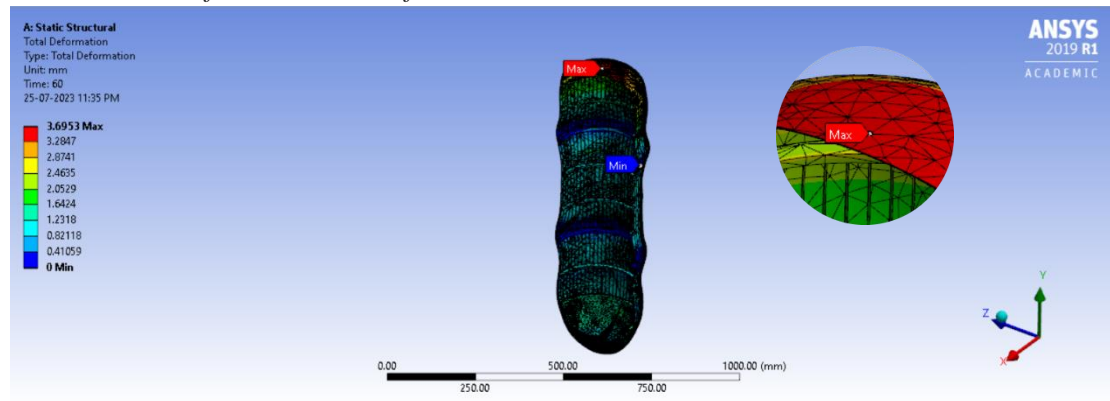 A: Static Structural
Total Deformation
Type: Total Deformation
Unit: mm
Time: 60
25-07-2023 11:35 PM
3.6953 Max
3.2847
2.8741
2.4635
2.0529
1.6424
1.2318
0.82118
0.41059
0 Min
Max
Min
Max
ANSYS
2019 R1
ACADEMIC
Y
Z
X
0.00
500.00
1000.00 (mm)
250.00
750.00